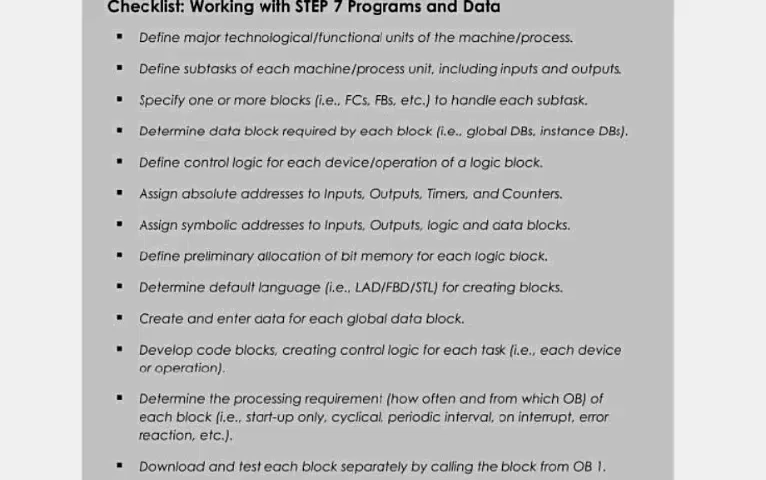 Checklist: Working with STEP 7 Programs and Data
▪ Define major technological/functional units of the machine/process.
▪ Define subtasks of each machine/process unit, including inputs and outputs.
▪ Specify one or more blocks (i.e., FCs, FBs, etc.) to handle each subtask.
▪ Determine data block required by each block (i.e., global DBs, instance DBs).
▪ Define control logic for each device/operation of a logic block.
▪ Assign absolute addresses to Inputs, Outputs, Timers, and Counters.
▪ Assign symbolic addresses to Inputs, Outputs, logic and data blocks.
▪ Define preliminary allocation of bit memory for each logic block.
▪ Determine default language (i.e., LAD/FBD/STL) for creating blocks.
▪ Create and enter data for each global data block.
▪ Develop code blocks, creating control logic for each task (i.e., each device
or operation).
▪ Determine the processing requirement (how often and from which OB) of
each block (i.e., start-up only, cyclical, periodic interval, on interrupt, error
reaction, etc.).
▪ Download and test each block separately by calling the block from OB 1.